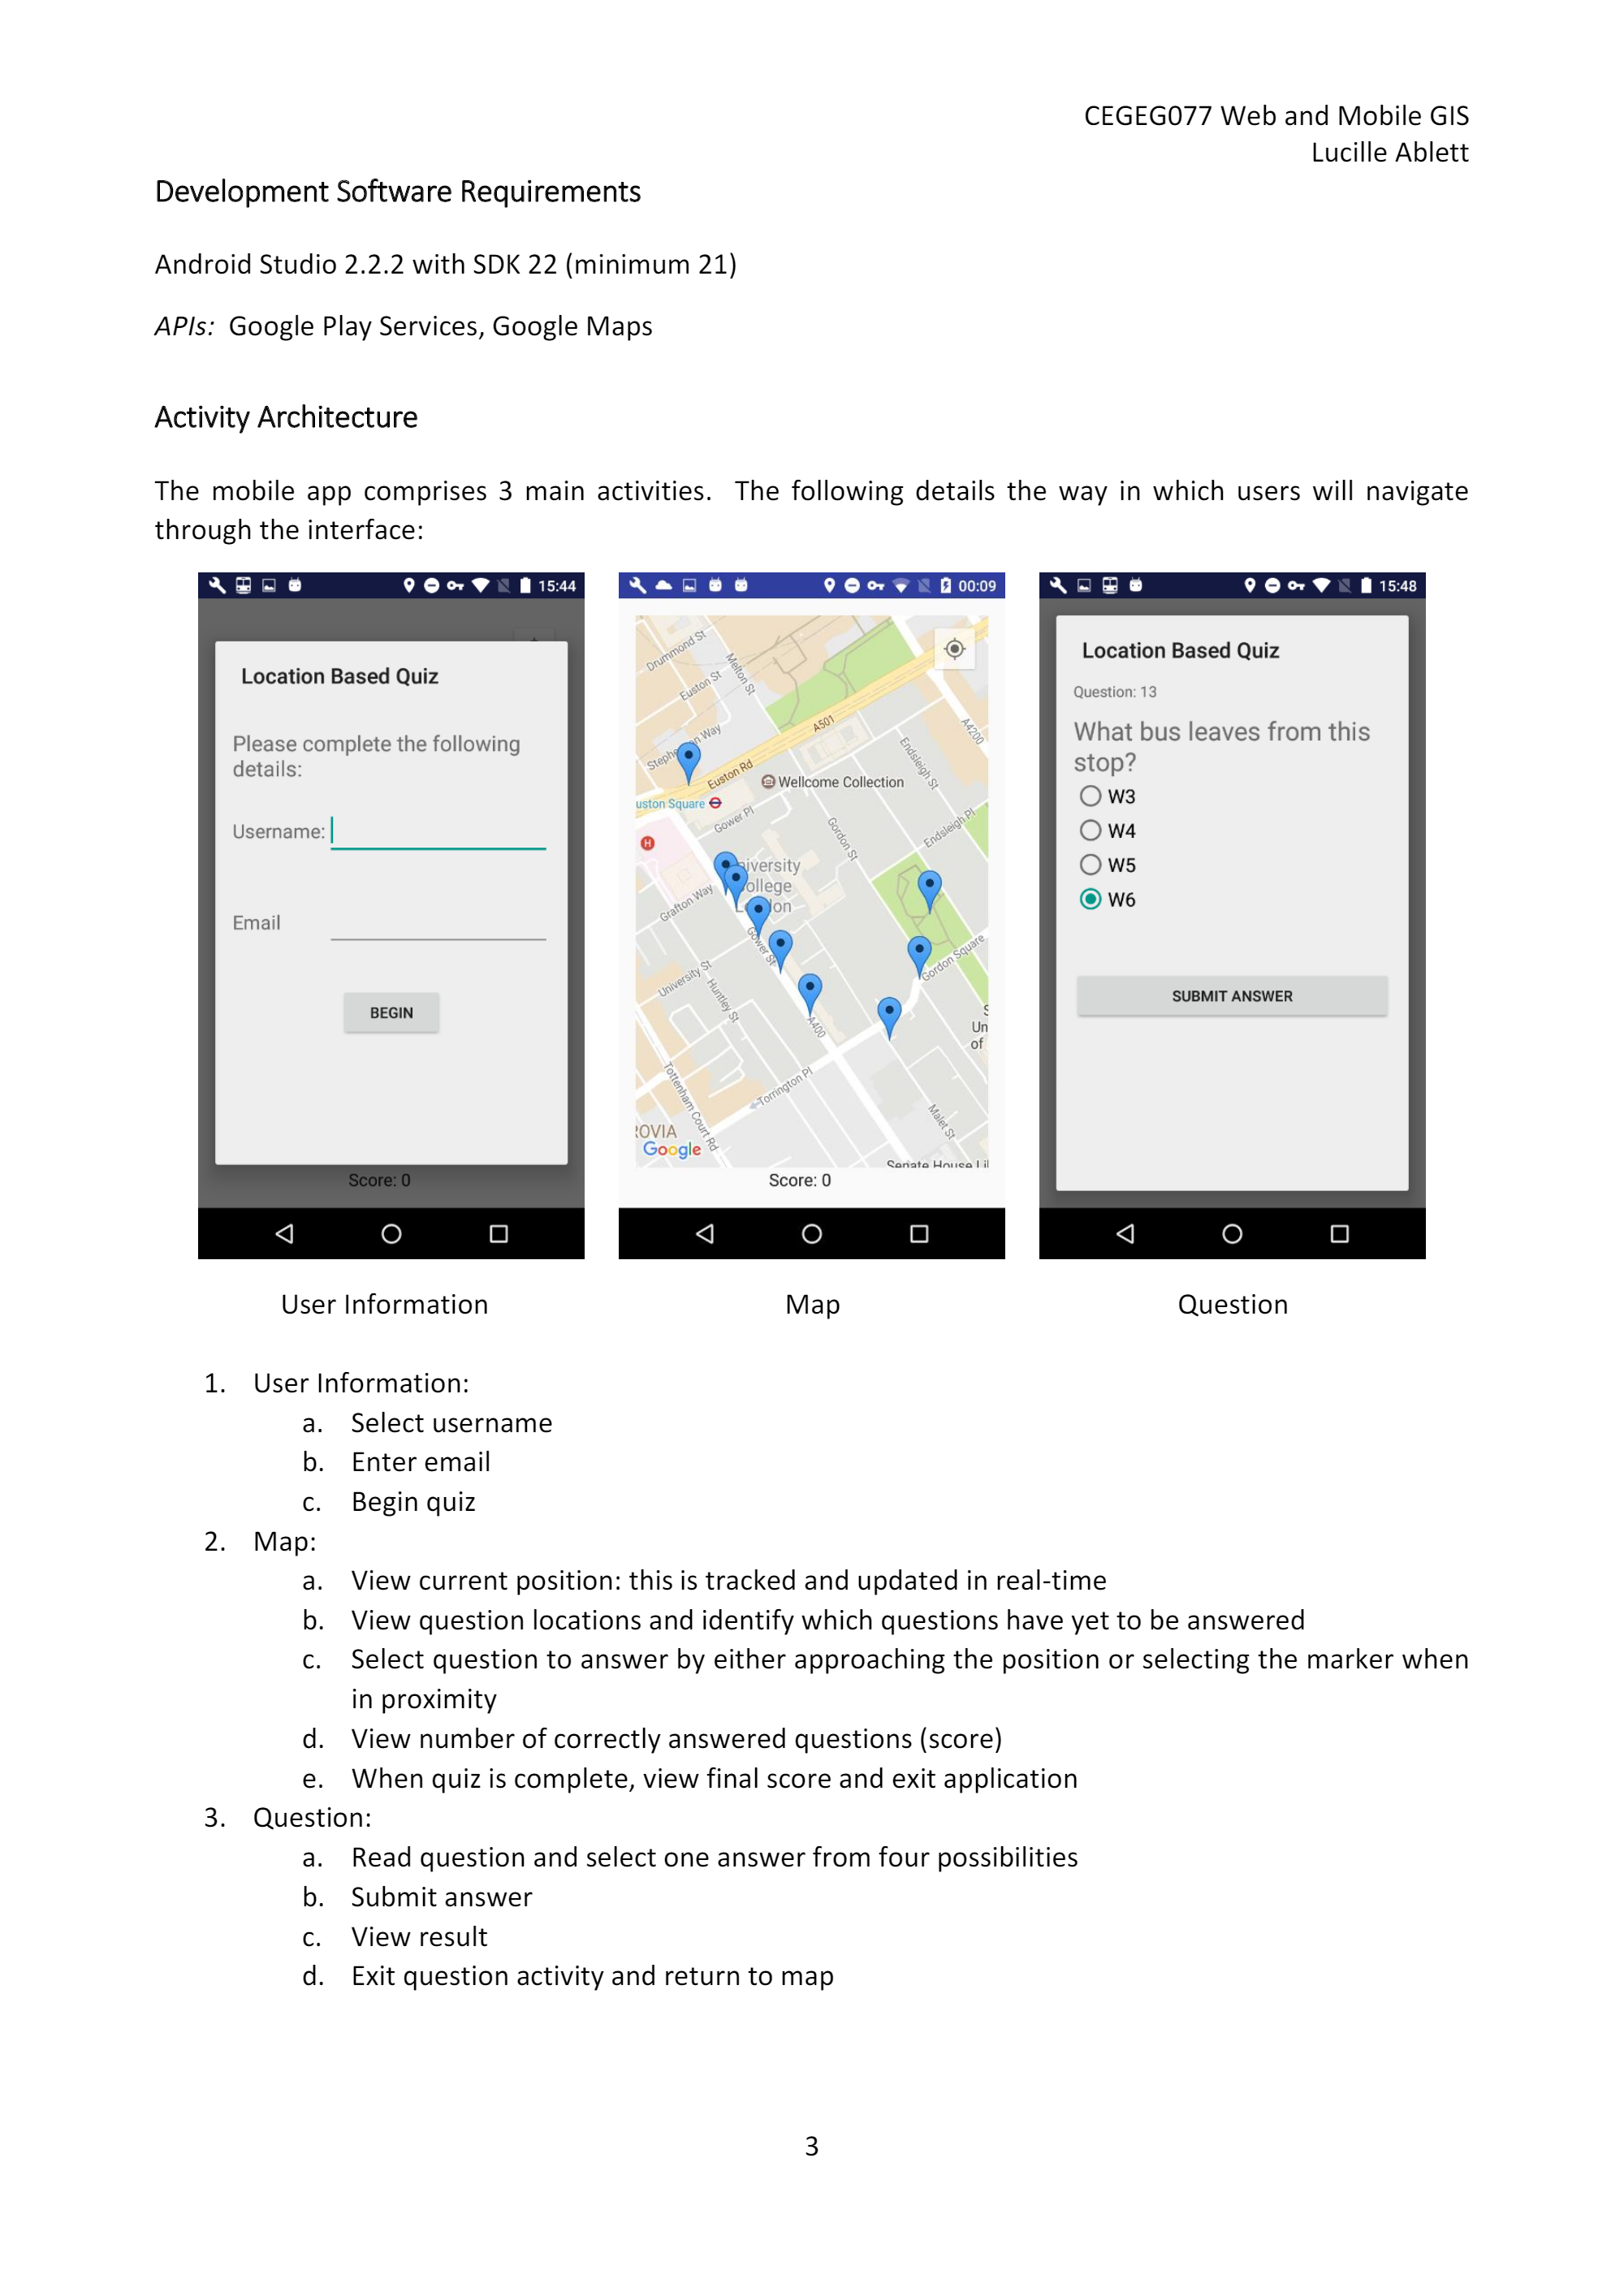 CEGEG077 Web and Mobile GIS
Lucille Ablett
Development Software Requirements
Android Studio 2.2.2 with SDK 22 (minimum 21)
APIs:  Google Play Services, Google Maps
Activity Architecture
The mobile app comprises 3 main activities.  The following details the way in which users will navigate
through the interface:
15:44
Location Based Quiz
Please complete the following
details:
Username:
Email
BEGIN
Score: 0
00:09
Drummond St
Melton St
Euston St
A501
A4200
Way
Endsleigh St
Euston Rd
Wellcome Collection
uston Square
Gower Pl
Gordon St
Endsleigh Pl
H
iversity
ollege
Grafton Way
Gower St
Gordon Square
University St
Huntley St
A400
Un
of
Tottenham Court Rd
Torrington Pl
Malet St
ROVIA
Google
Senate House Li
Score: 0
15:48
Location Based Quiz
Question: 13
What bus leaves from this
stop?
W3
W4
W5
W6
SUBMIT ANSWER
User Information
Map
Question
1. User Information:
a. Select username
b. Enter email
c. Begin quiz
2. Map:
a. View current position: this is tracked and updated in real-time
b. View question locations and identify which questions have yet to be answered
c. Select question to answer by either approaching the position or selecting the marker when
in proximity
d. View number of correctly answered questions (score)
e. When quiz is complete, view final score and exit application
3. Question:
a. Read question and select one answer from four possibilities
b. Submit answer
c. View result
d. Exit question activity and return to map
3